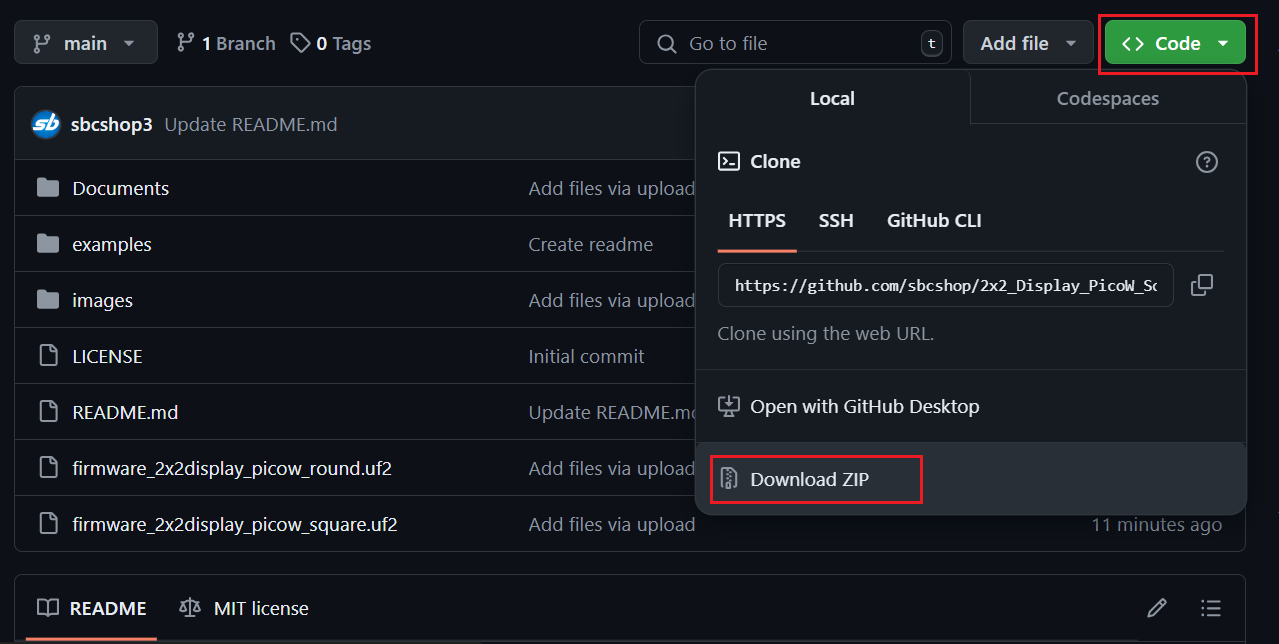 main 1 Branch 0 Tags Go to file t Add file Code
sbcshop3 Update README.md
Local Codespaces
Clone
HTTPS SSH GitHub CLI
https://github.com/sbcshop/2x2_Display_PicoW_Sc
Clone using the web URL.
Open with GitHub Desktop
Download ZIP
Documents Add files via upload
examples Create readme
images Add files via upload
LICENSE Initial commit
README.md Update README.m
firmware_2x2display_picow_round.uf2 Add files via upload
firmware_2x2display_picow_square.uf2 Add files via upload 11 minutes ago
README MIT license